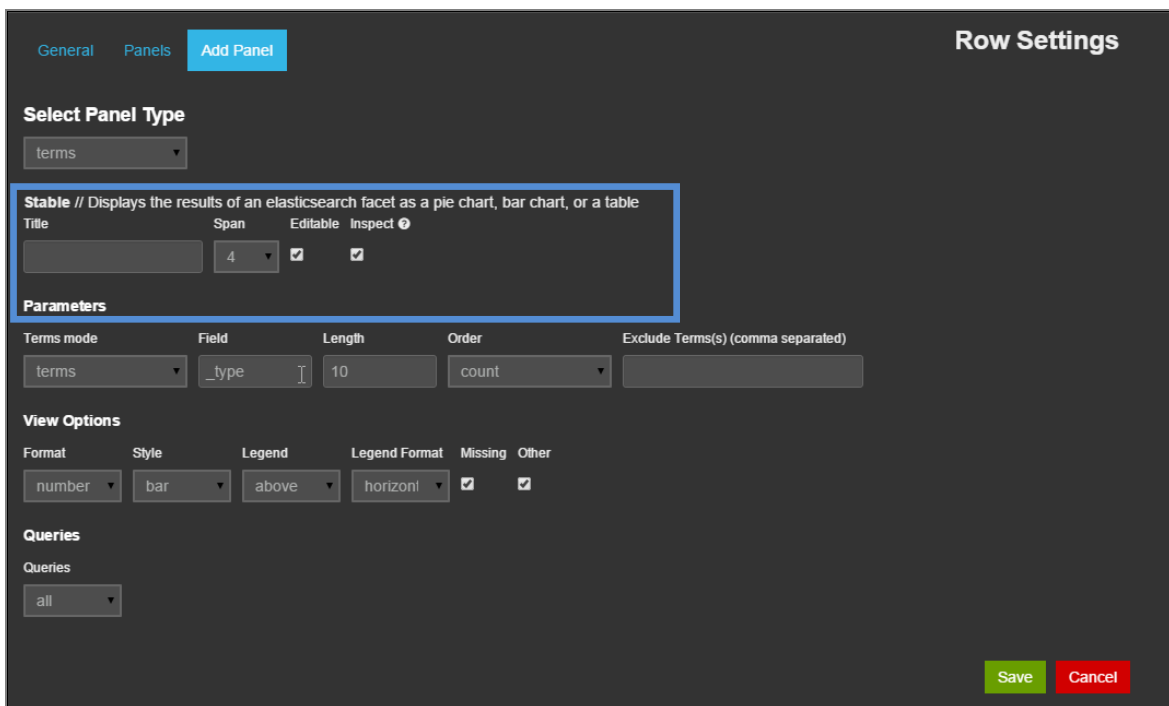 General Panels Add Panel Row Settings
Select Panel Type
terms
Stable // Displays the results of an elasticsearch facet as a pie chart, bar chart, or a table
Title Span Editable Inspect
4
Parameters
Terms mode Field Length Order Exclude Terms(s) (comma separated)
terms _type 10 count
View Options
Format Style Legend Legend Format Missing Other
number bar above horizont
Queries
Queries
all
Save Cancel